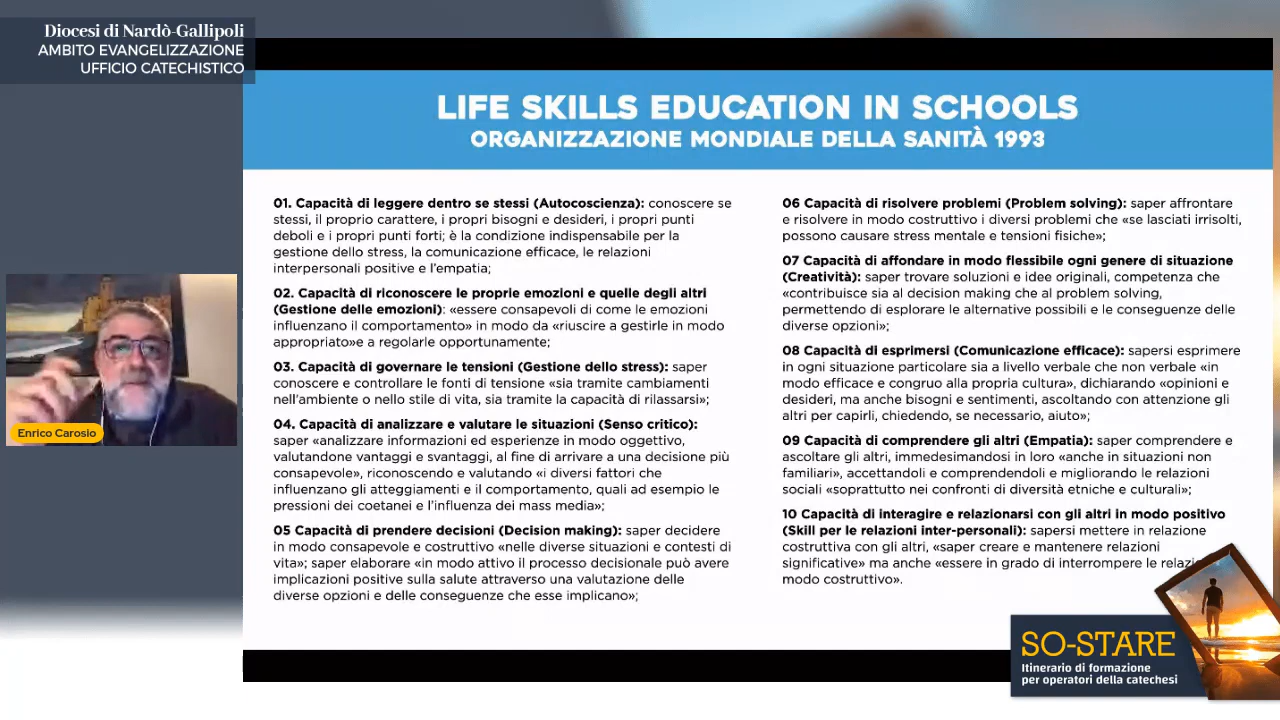 Diocesi di Nardò-Gallipoli
AMBITO EVANGELIZZAZIONE
UFFICIO CATECHISTICO
LIFE SKILLS EDUCATION IN SCHOOLS
ORGANIZZAZIONE MONDIALE DELLA SANITÀ 1993
01. Capacità di leggere dentro se stessi (Autocoscienza): conoscere se
stessi, il proprio carattere, i propri bisogni e desideri, i propri punti
deboli e i propri punti forti; è la condizione indispensabile per la
gestione dello stress, la comunicazione efficace, le relazioni
interpersonali positive e l'empatia;
02. Capacità di riconoscere le proprie emozioni e quelle degli altri
(Gestione delle emozioni): «essere consapevoli di come le emozioni
influenzano il comportamento» in modo da «riuscire a gestirle in modo
appropriato»e a regolarle opportunamente;
03. Capacità di governare le tensioni (Gestione dello stress): saper
conoscere e controllare le fonti di tensione «sia tramite cambiamenti
nell'ambiente o nello stile di vita, sia tramite la capacità di rilassarsi»;
04. Capacità di analizzare e valutare le situazioni (Senso critico):
saper «analizzare informazioni ed esperienze in modo oggettivo,
valutandone vantaggi e svantaggi, al fine di arrivare a una decisione più
consapevole», riconoscendo e valutando «i diversi fattori che
influenzano gli atteggiamenti e il comportamento, quali ad esempio le
pressioni dei coetanei e l'influenza dei mass media»;
05 Capacità di prendere decisioni (Decision making): saper decidere
in modo consapevole e costruttivo «nelle diverse situazioni e contesti di
vita»; saper elaborare «in modo attivo il processo decisionale può avere
implicazioni positive sulla salute attraverso una valutazione delle
diverse opzioni e delle conseguenze che esse implicano»;
06 Capacità di risolvere problemi (Problem solving): saper affrontare
e risolvere in modo costruttivo i diversi problemi che «se lasciati irrisolti,
possono causare stress mentale e tensioni fisiche»;
07 Capacità di affondare in modo flessibile ogni genere di situazione
(Creatività): saper trovare soluzioni e idee originali, competenza che
«contribuisce sia al decision making che al problem solving,
permettendo di esplorare le alternative possibili e le conseguenze delle
diverse opzioni»;
08 Capacità di esprimersi (Comunicazione efficace): sapersi esprimere
in ogni situazione particolare sia a livello verbale che non verbale «in
modo efficace e congruo alla propria cultura», dichiarando «opinioni e
desideri, ma anche bisogni e sentimenti, ascoltando con attenzione gli
altri per capirli, chiedendo, se necessario, aiuto»;
09 Capacità di comprendere gli altri (Empatia): saper comprendere e
ascoltare gli altri, immedesimandosi in loro «anche in situazioni non
familiari», accettandoli e comprendendoli e migliorando le relazioni
sociali «soprattutto nei confronti di diversità etniche e culturali»;
10 Capacità di interagire e relazionarsi con gli altri in modo positivo
(Skill per le relazioni inter-personali): sapersi mettere in relazione
costruttiva con gli altri, «saper creare e mantenere relazioni
significative» ma anche «essere in grado di interrompere le
modo costruttivo».
Enrico Carosio
SO-STARE
Itinerario di formazione
per operatori della catechesi